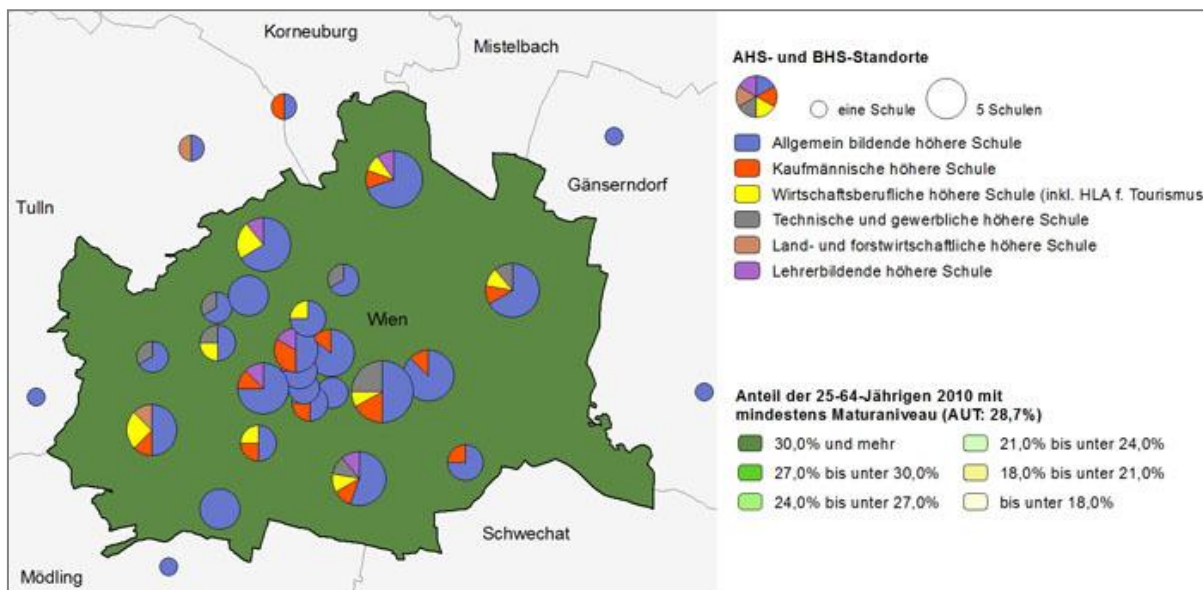 Korneuburg
Mistelbach
Gänserndorf
Tulln
Wien
Schwechat
Mödling
AHS- und BHS-Standorte
eine Schule
5 Schulen
Allgemein bildende höhere Schule
Kaufmännische höhere Schule
Wirtschaftsberufliche höhere Schule (inkl. HLA f. Tourismus
Technische und gewerbliche höhere Schule
Land- und forstwirtschaftliche höhere Schule
Lehrerbildende höhere Schule
Anteil der 25-64-Jährigen 2010 mit
mindestens Maturaniveau (AUT: 28,7%)
30,0% und mehr
27,0% bis unter 30,0%
24,0% bis unter 27,0%
21,0% bis unter 24,0%
18,0% bis unter 21,0%
bis unter 18,0%